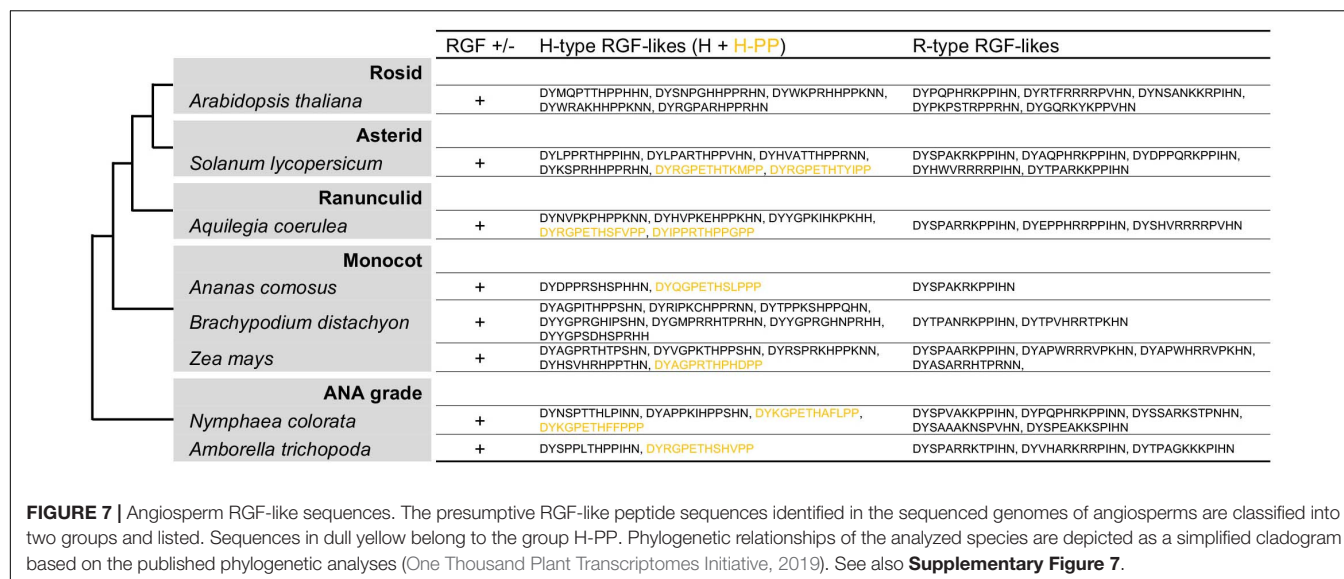 RGF +/- H-type RGF-likes (H + H-PP) R-type RGF-likes
Rosid
Arabidopsis thaliana + DYMQPTTHPPHHN, DYSNPGHHPPRHN, DYWKPRHHPPKNN, DYPQPHRKPPIHN, DYRTFRRRRPVHN, DYNSANKKRPIHN,
DYWRAKHHPPKNN, DYRGPARHPPRHN DYPKPSTRPPRHN, DYGQRKYKPPVHN
Asterid
Solanum lycopersicum + DYLPPRTHPPIHN, DYLPARTHPPVHN, DYHVATTHPPRNN, DYSPAKRKPPIHN, DYAQPHRKPPIHN, DYDPPQRKPPIHN,
DYKSPRHHPPRHN, DYRGPETHTKMPP, DYRGPETHTYIPP DYHWVRRRRPIHN, DYTPARKKPPIHN
Ranunculid
Aquilegia coerulea + DYNVPKPHPPKNN, DYHVPKEHPPKHN, DYYGPKIHKPKHH, DYSPARRKPPIHN, DYEPPHRRPPIHN, DYSHVRRRRPVHN
DYRGPETHSFVPP, DYIPPRTHPPGPP
Monocot
Ananas comosus + DYDPPRSHSPHHN, DYQGPETHSLPPP DYSPAKRKPPIHN
Brachypodium distachyon + DYAGPITHPPSHN, DYRIPKCHPPRNN, DYTPPKSHPPQHN, DYTPANRKPPIHN, DYTPVHRRTPKHN
DYYGPRGHIPSHN, DYGMPRRHTPRHN, DYYGPRGHNPRHH,
DYYGPSDHSPRHH
Zea mays + DYAGPRTHTPSHN, DYVGPKTHPPSHN, DYRSPRKHPPKNN, DYSPAARKPPIHN, DYAPWRRRVPKHN, DYAPWHRRVPKHN,
DYHSVHRHPPTHN, DYAGPRTHPHDPP DYASARRHTPRNN,
ANA grade
Nymphaea colorata + DYNSPTTHLPINN, DYAPPKIHPPSHN, DYKGPETHAFLPP, DYSPVAKKPPIHN, DYPQPHRKPPINN, DYSSARKSTPNHN,
DYKGPETHFFPPP DYSAAAKNSPVHN, DYSPEAKKSPIHN
Amborella trichopoda + DYSPPLTHPPIHN, DYRGPETHSHVPP DYSPARRKTPIHN, DYVHARKRRPIHN, DYTPAGKKKPIHN
FIGURE 7 | Angiosperm RGF-like sequences. The presumptive RGF-like peptide sequences identified in the sequenced genomes of angiosperms are classified into
two groups and listed. Sequences in dull yellow belong to the group H-PP. Phylogenetic relationships of the analyzed species are depicted as a simplified cladogram
based on the published phylogenetic analyses (One Thousand Plant Transcriptomes Initiative, 2019). See also Supplementary Figure 7.